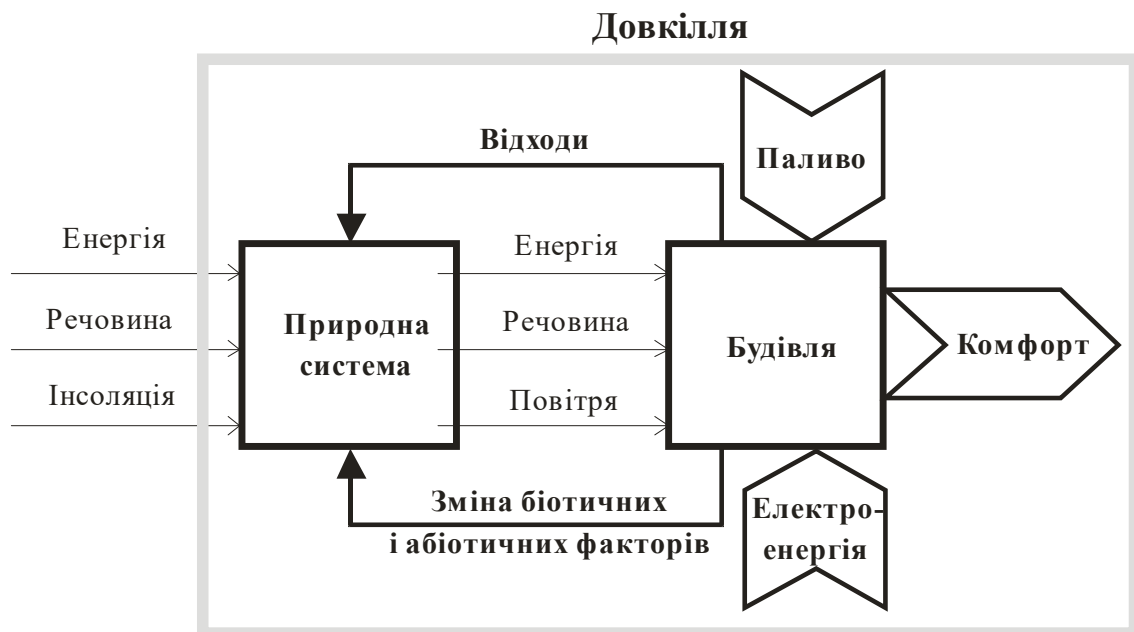 Довкілля
Відходи
Паливо
Енергія
Речовина
Інсоляція
Природна
система
Енергія
Речовина
Повітря
Будівля
Комфорт
Зміна біотичних
і абіотичних факторів
Електро-
енергія